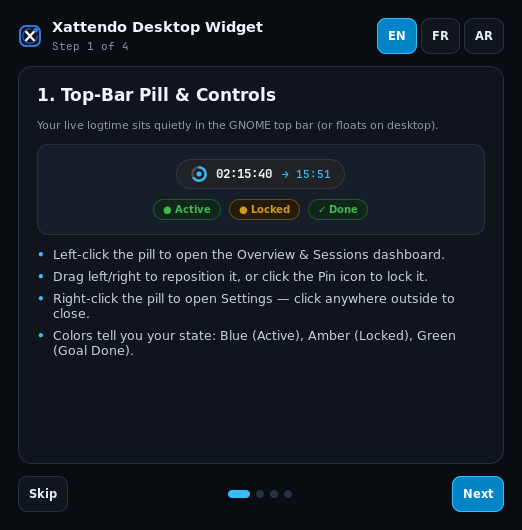 Xattendo Desktop Widget
Step 1 of 4
EN
FR
AR
1. Top-Bar Pill & Controls
Your live logtime sits quietly in the GNOME top bar (or floats on desktop).
02:15:40 → 15:51
● Active
● Locked
✓ Done
• Left-click the pill to open the Overview & Sessions dashboard.
• Drag left/right to reposition it, or click the Pin icon to lock it.
• Right-click the pill to open Settings — click anywhere outside to
close.
• Colors tell you your state: Blue (Active), Amber (Locked), Green
(Goal Done).
Skip
Next